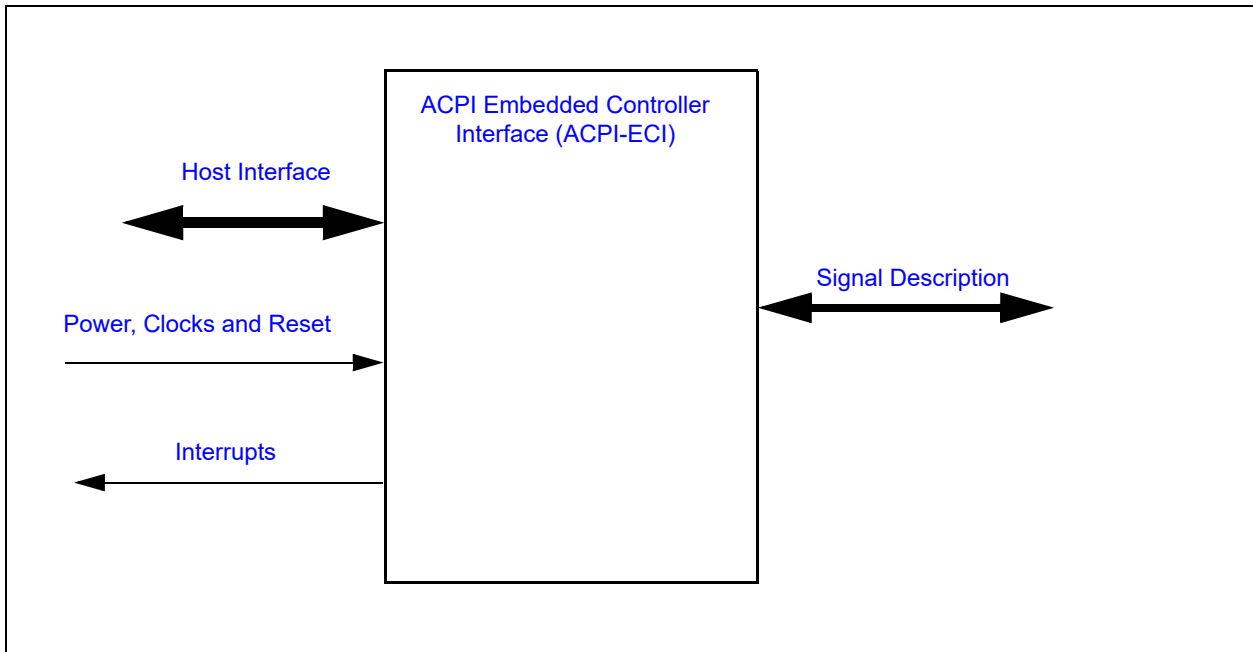 ACPI Embedded Controller
Interface (ACPI-ECI)
Host Interface
Signal Description
Power, Clocks and Reset
Interrupts